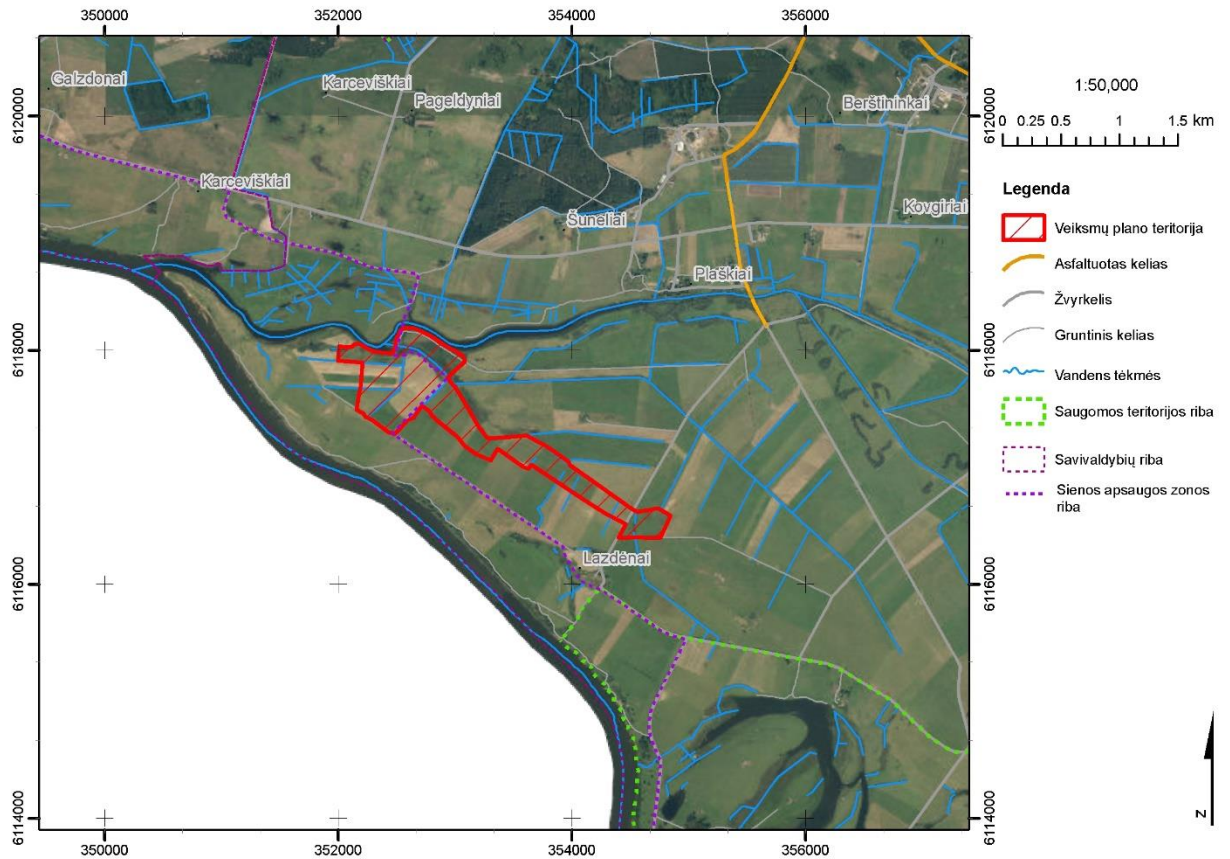 350000 352000 354000 356000
Galzdonai
Karceviškiai
Pageldyniai
Berštininkai
6120000
6120000
Karceviškiai
Šuneliai
Kovgiriai
Plaškiai
6118000
6118000
Lazdėnai
6116000
6116000
6114000
6114000
350000 352000 354000 356000
1:50,000
0 0.25 0.5 1 1.5 km
Legenda
Veiksmų plano teritorija
Asfaltuotas kelias
Žvyrkelis
Gruntinis kelias
Vandens tėkmės
Saugomos teritorijos riba
Savivaldybių riba
Sienos apsaugos zonos
riba
N